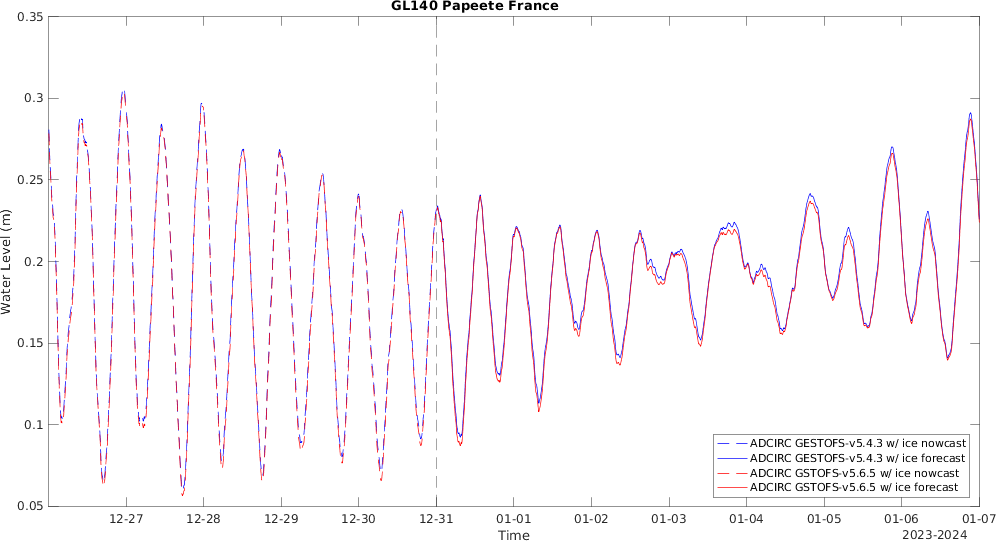 GL140 Papeete France
0.35
0.3
0.25
0.2
0.15
0.1
0.05
Water Level (m)
ADCIRC GESTOFS-v5.4.3 w/ ice nowcast
ADCIRC GESTOFS-v5.4.3 w/ ice forecast
ADCIRC GSTOFS-v5.6.5 w/ ice nowcast
ADCIRC GSTOFS-v5.6.5 w/ ice forecast
12-27 12-28 12-29 12-30 12-31 01-01 01-02 01-03 01-04 01-05 01-06 01-07
Time
2023-2024